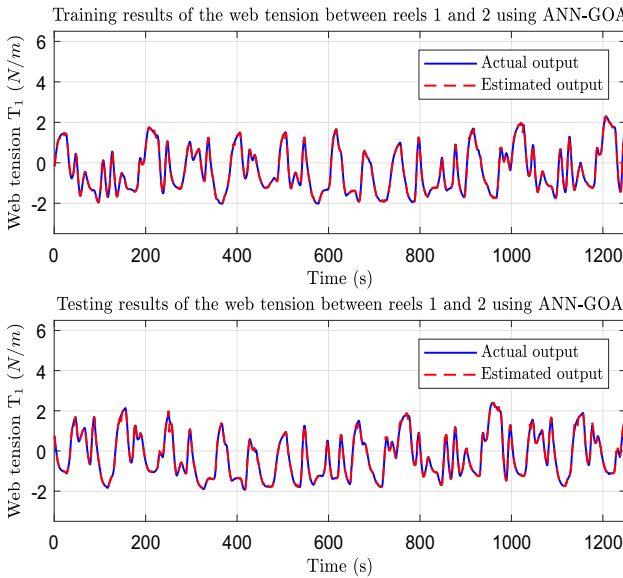 Training results of the web tension between reels 1 and 2 using ANN-GOA
Web tension T₁ (N/m)
6
4
2
0
-2
Actual output
Estimated output
0 200 400 600 800 1000 1200
Time (s)
Testing results of the web tension between reels 1 and 2 using ANN-GOA
Web tension T₁ (N/m)
6
4
2
0
-2
Actual output
Estimated output
0 200 400 600 800 1000 1200
Time (s)